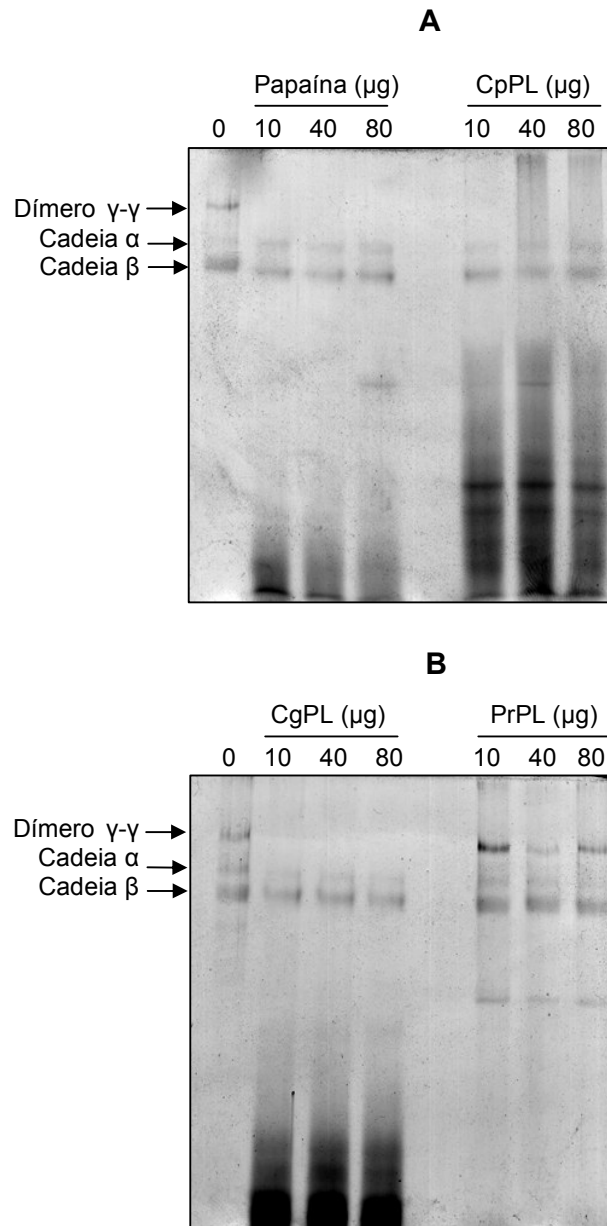 A
Papaína (µg) CpPL (µg)
0 10 40 80 10 40 80
Dímero γ-γ
Cadeia α
Cadeia β
B
CgPL (µg) PrPL (µg)
0 10 40 80 10 40 80
Dímero γ-γ
Cadeia α
Cadeia β